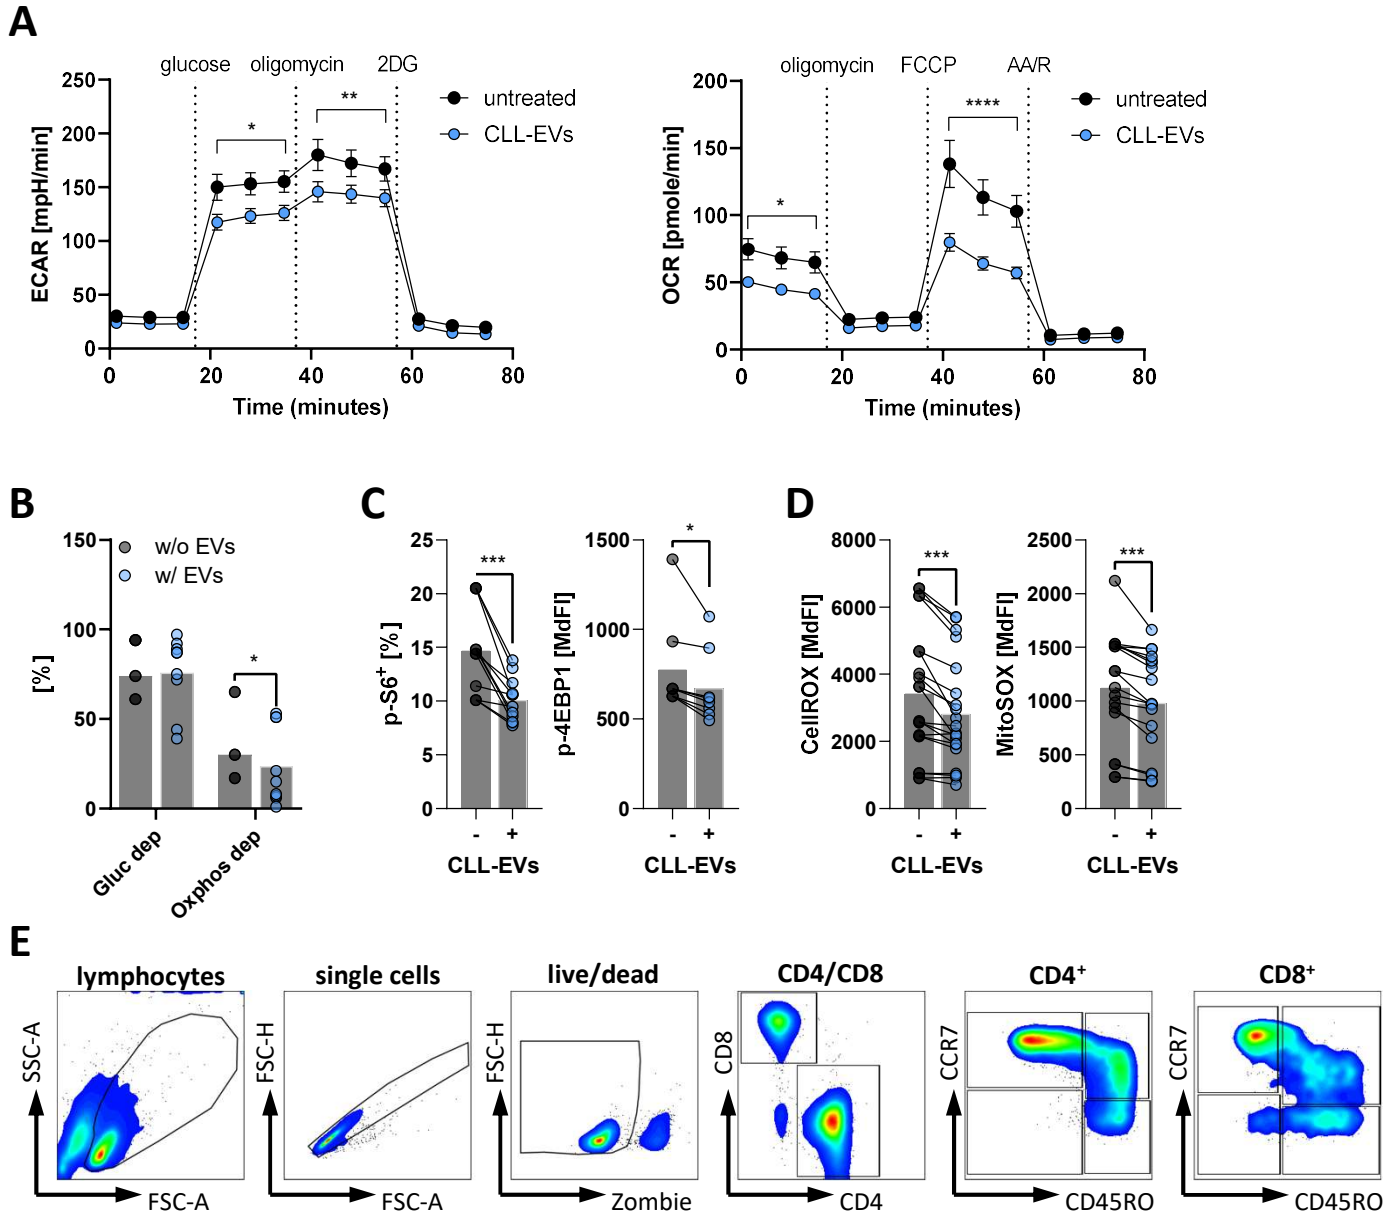 A
glucose oligomycin 2DG
250
200
150
100
50
0
ECAR [mpH/min]
* **
untreated
CLL-EVs
0 20 40 60 80
Time (minutes)
oligomycin FCCP AA/R
200
150
100
50
0
OCR [pmole/min]
* ****
untreated
CLL-EVs
0 20 40 60 80
Time (minutes)
B
150
100
50
0
[%]
w/o EVs
w/ EVs
*
Gluc dep
Oxphos dep
C
25
20
15
10
5
0
p-S6+ [%]
***
- +
CLL-EVs
1500
1000
500
0
p-4EBP1 [MdFI]
*
- +
CLL-EVs
D
8000
6000
4000
2000
0
CellROX [MdFI]
***
- +
CLL-EVs
2500
2000
1500
1000
500
0
MitoSOX [MdFI]
***
- +
CLL-EVs
E
lymphocytes
SSC-A
FSC-A
single cells
FSC-H
FSC-A
live/dead
FSC-H
Zombie
CD4/CD8
CD8
CD4
CD4+
CCR7
CD45RO
CD8+
CCR7
CD45RO